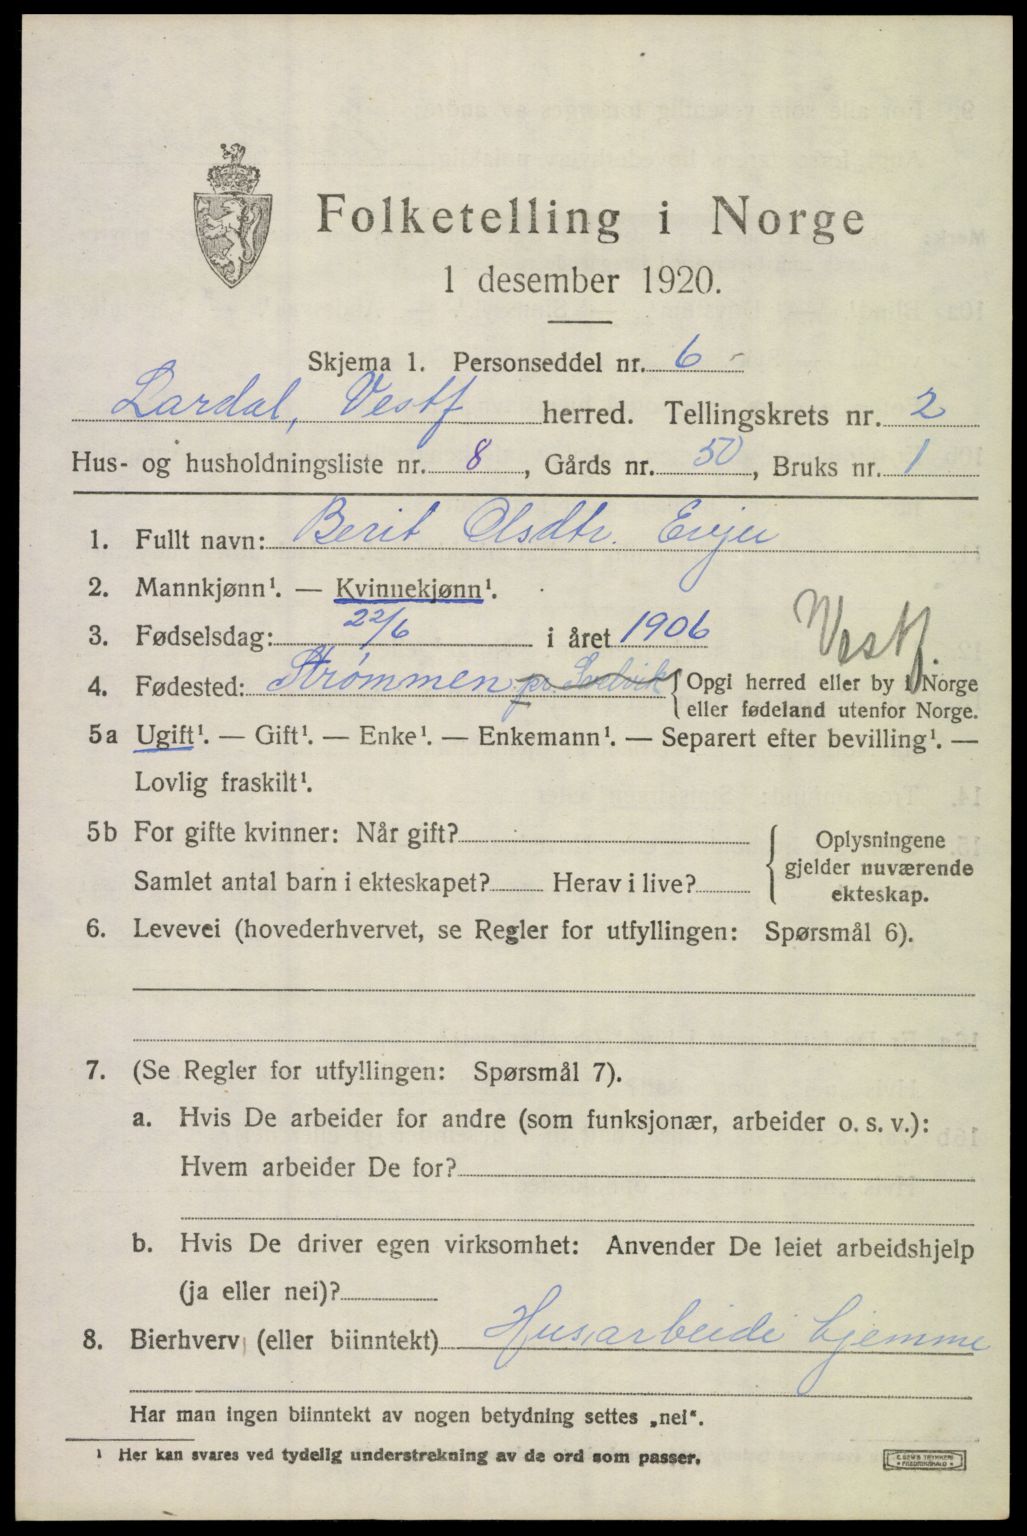 Folketelling i Norge
1 desember 1920.
Skjema 1. Personseddel nr. 6 -
Lardal, Vestf herred. Tellingskrets nr. 2
Hus- og husholdningsliste nr. 8, Gårds nr. 50, Bruks nr. 1
1. Fullt navn: Berit Olsdtr. Evju
2. Mannkjønn¹. — Kvinnekjønn¹.
3. Fødselsdag: 22/6 i året 1906
Vestf.
4. Fødested: Strømmen pr. Svelvik { Opgi herred eller by i Norge
eller fødeland utenfor Norge.
5a Ugift¹. — Gift¹. — Enke¹. — Enkemann¹. — Separert efter bevilling¹. —
Lovlig fraskilt¹.
5b For gifte kvinner: Når gift?
Samlet antal barn i ekteskapet? Herav i live?
{ Oplysningene
gjelder nuværende
ekteskap.
6. Levevei (hovederhvervet, se Regler for utfyllingen: Spørsmål 6).
7. (Se Regler for utfyllingen: Spørsmål 7).
a. Hvis De arbeider for andre (som funksjonær, arbeider o. s. v.):
Hvem arbeider De for?
b. Hvis De driver egen virksomhet: Anvender De leiet arbeidshjelp
(ja eller nei)?
8. Bierhverv (eller biinntekt) Husarbeide hjemme
Har man ingen biinntekt av nogen betydning settes „nei“.
¹ Her kan svares ved tydelig understrekning av de ord som passer.